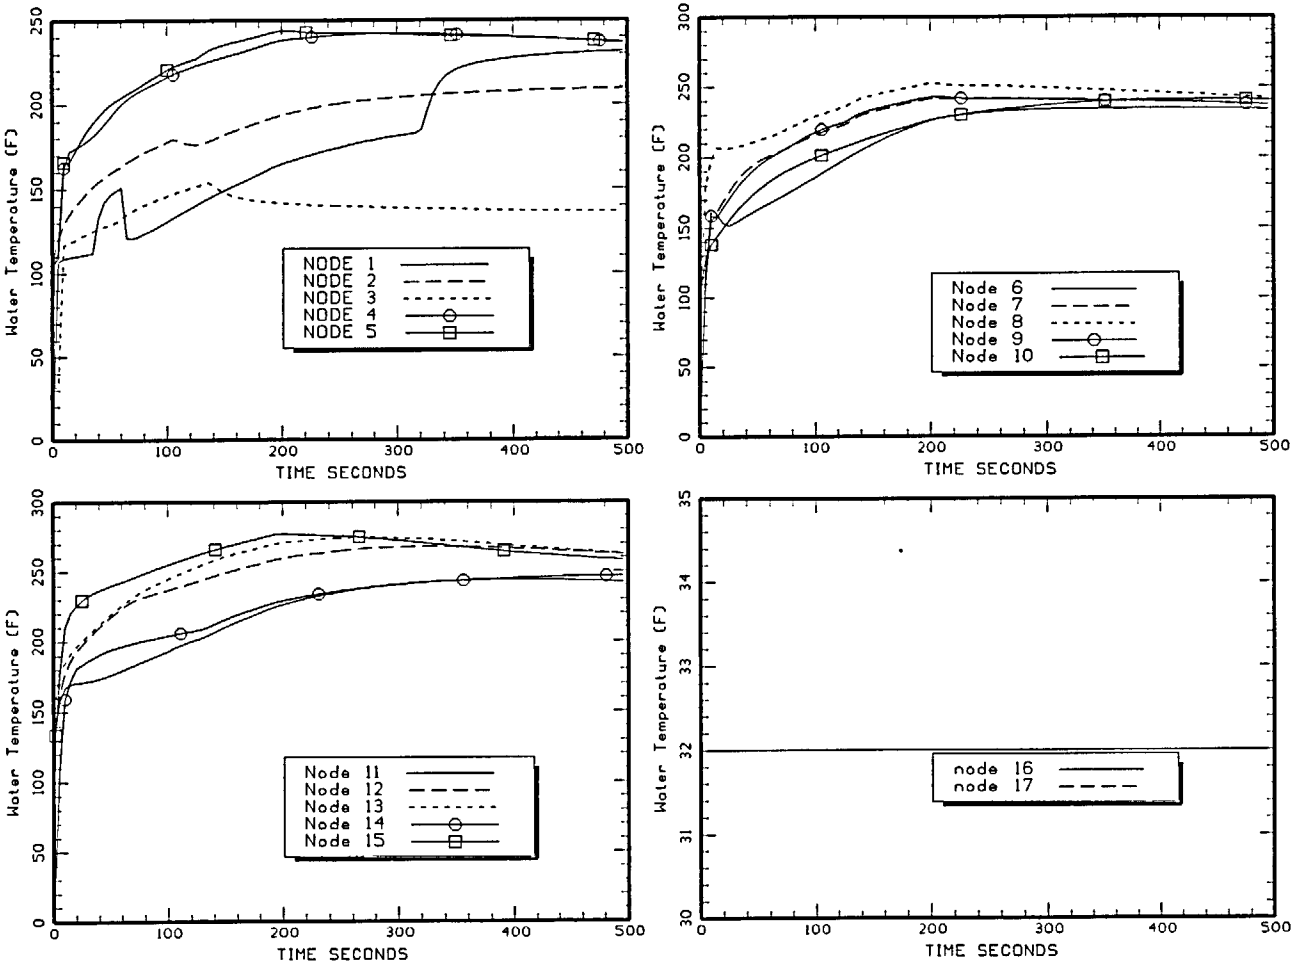 250
200
150
100
50
0
Water Temperature (F)
NODE 1
NODE 2
NODE 3
NODE 4
NODE 5
0 100 200 300 400 500
TIME SECONDS
300
250
200
150
100
50
0
Water Temperature (F)
Node 6
Node 7
Node 8
Node 9
Node 10
0 100 200 300 400 500
TIME SECONDS
300
250
200
150
100
50
0
Water Temperature (F)
Node 11
Node 12
Node 13
Node 14
Node 15
0 100 200 300 400 500
TIME SECONDS
35
34
33
32
31
30
Water Temperature (F)
node 16
node 17
0 100 200 300 400 500
TIME SECONDS